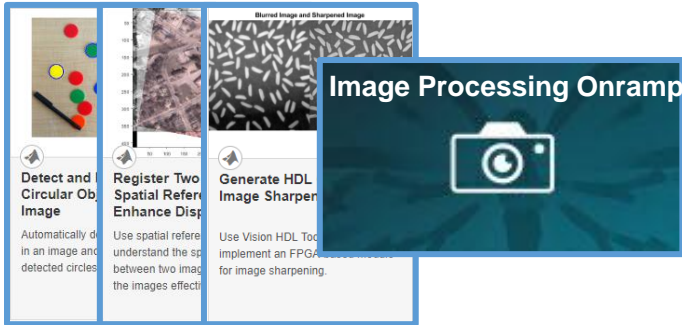 Detect and
Circular Ob
Image
Automatically de
in an image and
detected circles
Register Two
Spatial Refere
Enhance Disp
Use spatial refere
understand the sp
between two imag
the images effecti
Blurred Image and Sharpened Image
Generate HDL
Image Sharpen
Use Vision HDL Too
implement an FPGA
for image sharpening.
Image Processing Onramp